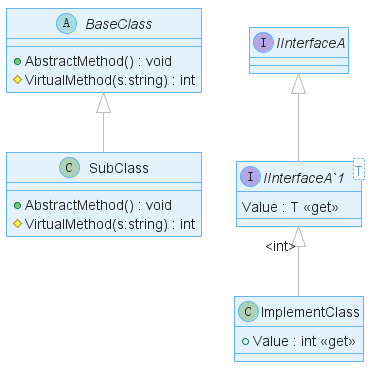 A BaseClass
AbstractMethod() : void
VirtualMethod(s:string) : int
C SubClass
AbstractMethod() : void
VirtualMethod(s:string) : int
I IInterfaceA
I IInterfaceA`1 T
Value : T «get»
<int>
C ImplementClass
Value : int «get»